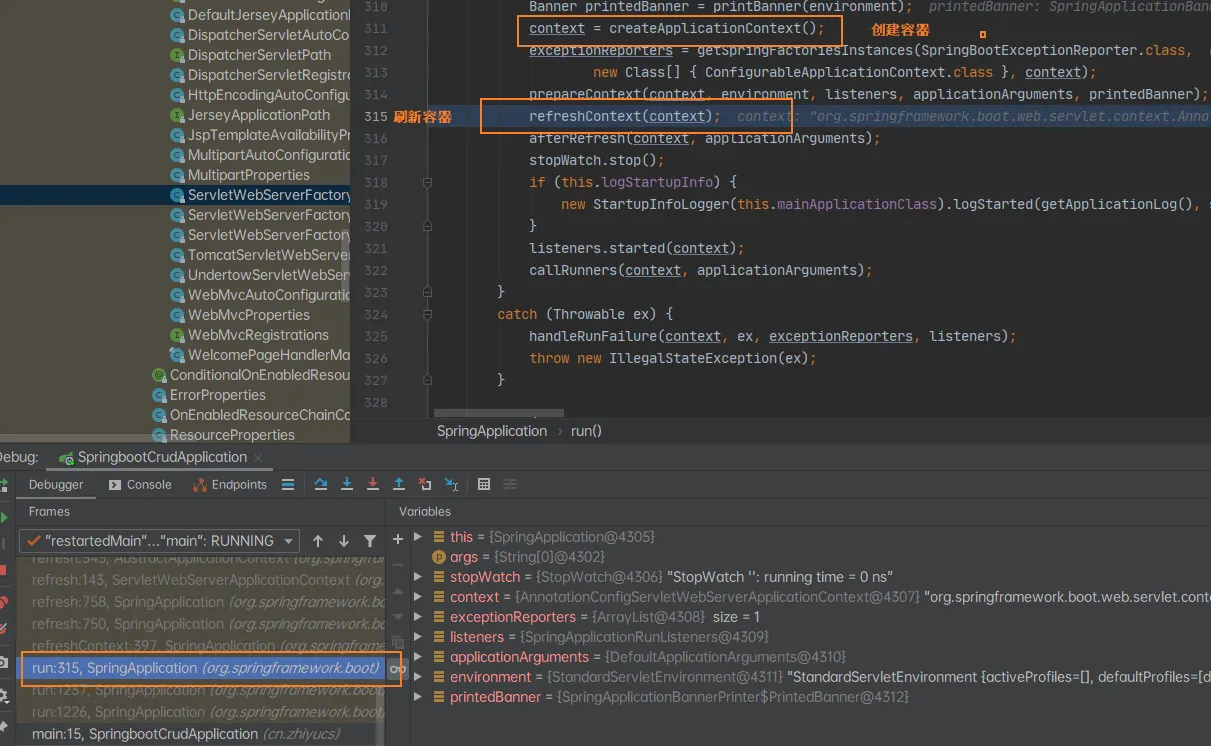 DefaultJerseyApplication
DispatcherServletAutoCo
DispatcherServletPath
DispatcherServletRegistra
HttpEncodingAutoConfigu
JerseyApplicationPath
JspTemplateAvailabilityPr
MultipartAutoConfiguratio
MultipartProperties
ServletWebServerFactory
ServletWebServerFactory
ServletWebServerFactory
TomcatServletWebServe
UndertowServletWebSer
WebMvcAutoConfiguratio
WebMvcProperties
WebMvcRegistrations
WelcomePageHandlerMa
ConditionalOnEnabledResou
ErrorProperties
OnEnabledResourceChainCo
ResourceProperties
310 Banner printedBanner = printBanner(environment); printedBanner: SpringApplicationBan
311 context = createApplicationContext(); 创建容器
312 exceptionReporters = getSpringFactoriesInstances(SpringBootExceptionReporter.class,
313 new Class[] { ConfigurableApplicationContext.class }, context);
314 prepareContext(context, environment, listeners, applicationArguments, printedBanner);
315 刷新容器 refreshContext(context); context: "org.springframework.boot.web.servlet.context.Anno
316 afterRefresh(context, applicationArguments);
317 stopWatch.stop();
318 if (this.logStartupInfo) {
319 new StartupInfoLogger(this.mainApplicationClass).logStarted(getApplicationLog(), s
320 }
321 listeners.started(context);
322 callRunners(context, applicationArguments);
323 }
324 catch (Throwable ex) {
325 handleRunFailure(context, ex, exceptionReporters, listeners);
326 throw new IllegalStateException(ex);
327 }
328
SpringApplication › run()
Debug: SpringbootCrudApplication ×
Debugger Console Endpoints
Frames
"restartedMain"..."main": RUNNING
refresh:545, AbstractApplicationContext (org.springfram
refresh:143, ServletWebServerApplicationContext (org.
refresh:758, SpringApplication (org.springframework.bo
refresh:750, SpringApplication (org.springframework.bo
refreshContext:397, SpringApplication (org.springframe
run:315, SpringApplication (org.springframework.boot)
run:1237, SpringApplication (org.springframework.boot
run:1226, SpringApplication (org.springframework.boot
main:15, SpringbootCrudApplication (cn.zhiyucs)
Variables
this = {SpringApplication@4305}
args = {String[0]@4302}
stopWatch = {StopWatch@4306} "StopWatch '': running time = 0 ns"
context = {AnnotationConfigServletWebServerApplicationContext@4307} "org.springframework.boot.web.servlet.conte
exceptionReporters = {ArrayList@4308} size = 1
listeners = {SpringApplicationRunListeners@4309}
applicationArguments = {DefaultApplicationArguments@4310}
environment = {StandardServletEnvironment@4311} "StandardServletEnvironment {activeProfiles=[], defaultProfiles=[d
printedBanner = {SpringApplicationBannerPrinter$PrintedBanner@4312}